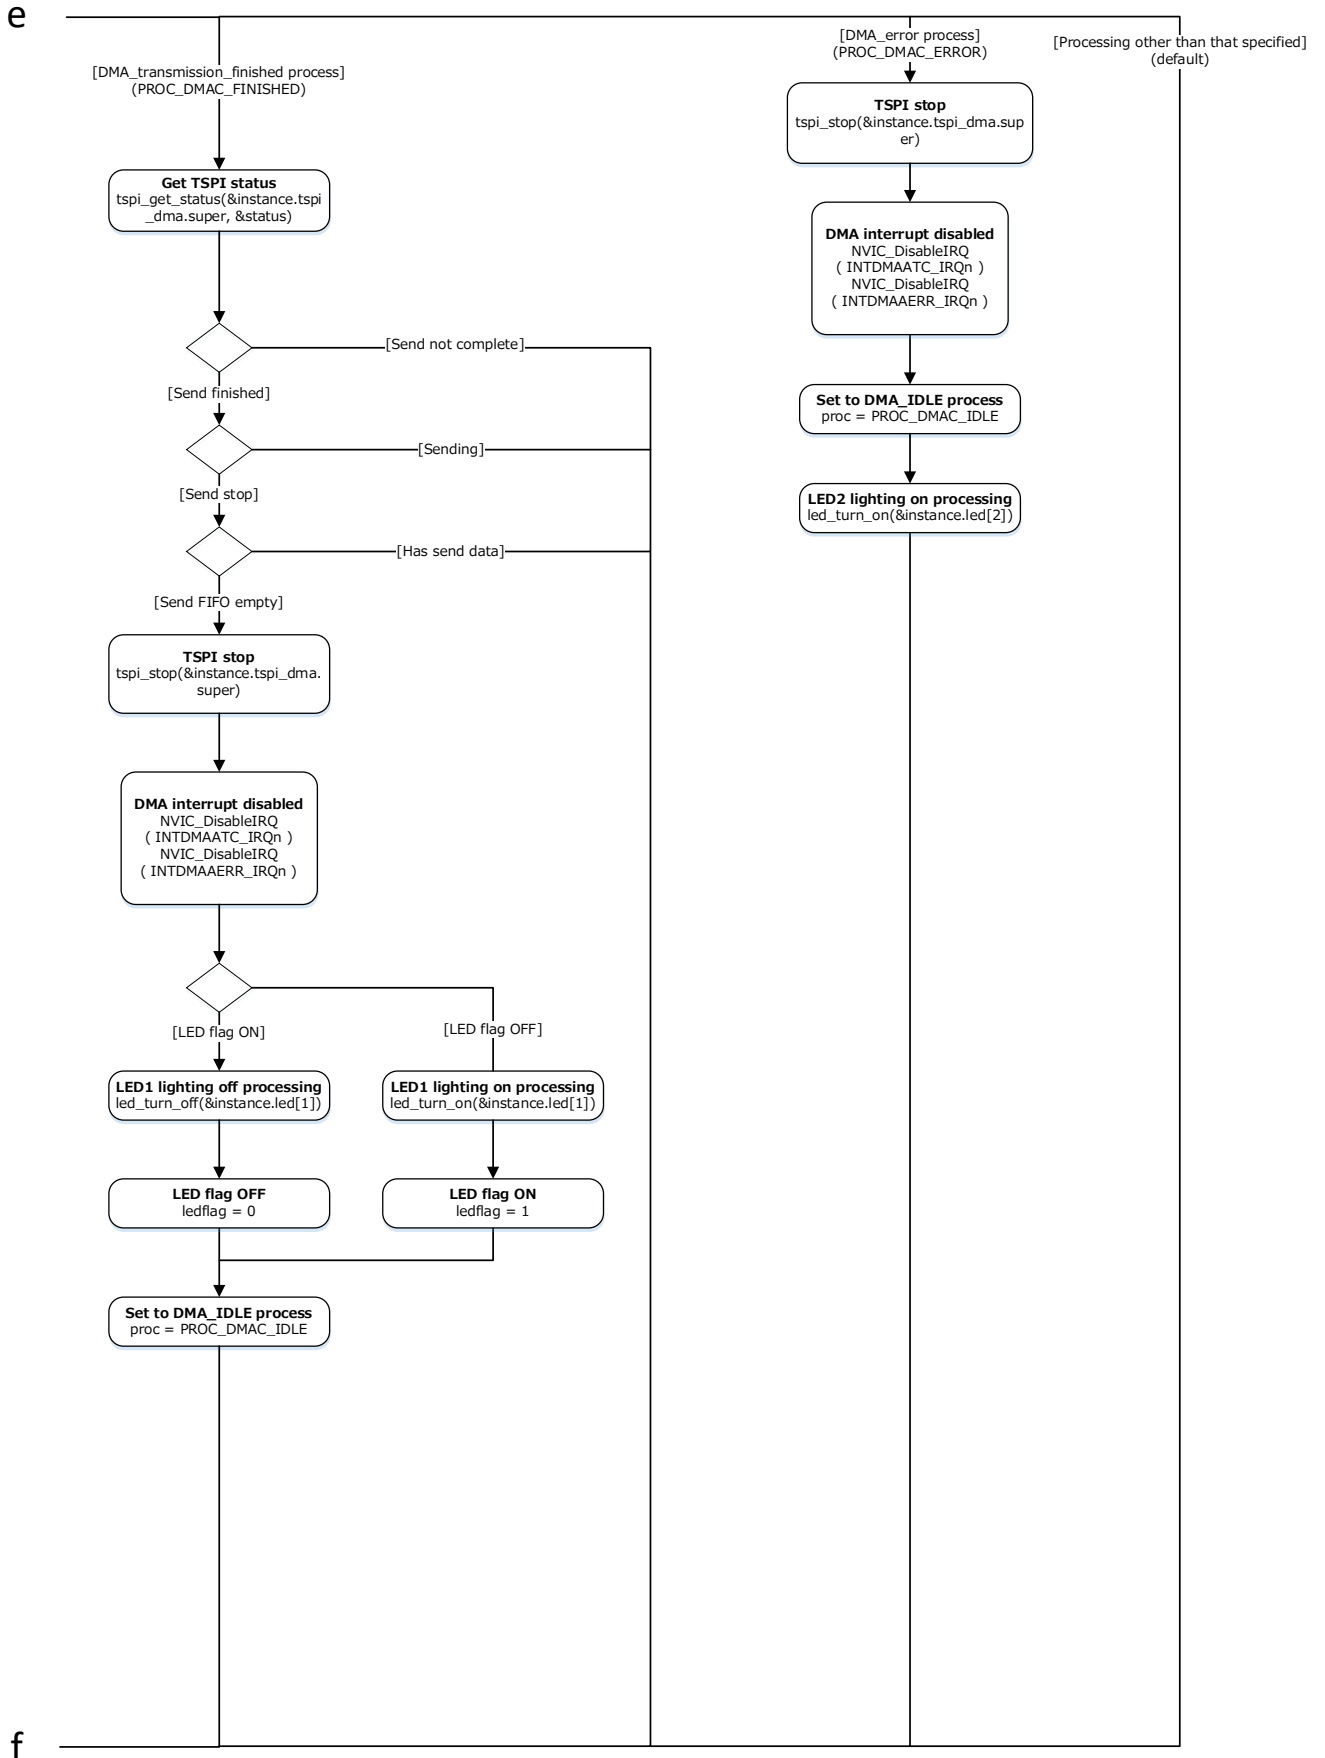 e
[DMA_transmission_finished process]
(PROC_DMAC_FINISHED)
Get TSPI status
tspi_get_status(&instance.tspi
_dma.super, &status)
[Send not complete]
[Send finished]
[Sending]
[Send stop]
[Has send data]
[Send FIFO empty]
TSPI stop
tspi_stop(&instance.tspi_dma.
super)
DMA interrupt disabled
NVIC_DisableIRQ
( INTDMAATC_IRQn )
NVIC_DisableIRQ
( INTDMAAERR_IRQn )
[LED flag ON]
[LED flag OFF]
LED1 lighting off processing
led_turn_off(&instance.led[1])
LED1 lighting on processing
led_turn_on(&instance.led[1])
LED flag OFF
ledflag = 0
LED flag ON
ledflag = 1
Set to DMA_IDLE process
proc = PROC_DMAC_IDLE
[DMA_error process]
(PROC_DMAC_ERROR)
TSPI stop
tspi_stop(&instance.tspi_dma.sup
er)
DMA interrupt disabled
NVIC_DisableIRQ
( INTDMAATC_IRQn )
NVIC_DisableIRQ
( INTDMAAERR_IRQn )
Set to DMA_IDLE process
proc = PROC_DMAC_IDLE
LED2 lighting on processing
led_turn_on(&instance.led[2])
[Processing other than that specified]
(default)
f